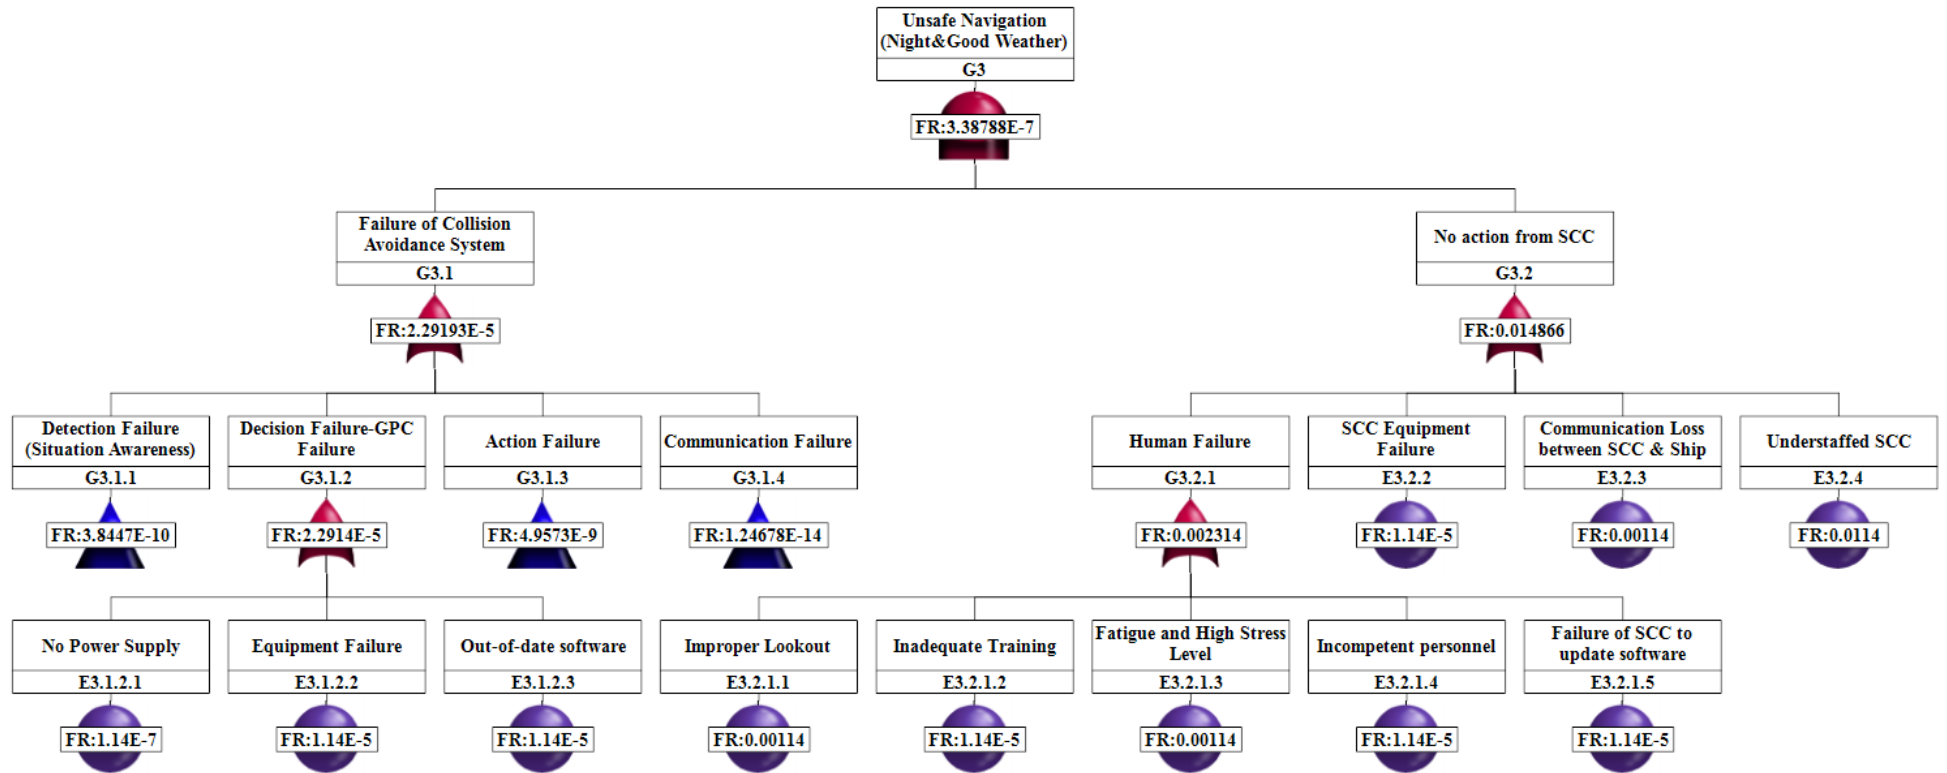 Unsafe Navigation
(Night&Good Weather)
G3
FR:3.38788E-7
Failure of Collision
Avoidance System
G3.1
FR:2.29193E-5
No action from SCC
G3.2
FR:0.014866
Detection Failure
(Situation Awareness)
G3.1.1
FR:3.8447E-10
Decision Failure-GPC
Failure
G3.1.2
FR:2.2914E-5
Action Failure
G3.1.3
FR:4.9573E-9
Communication Failure
G3.1.4
FR:1.24678E-14
Human Failure
G3.2.1
FR:0.002314
SCC Equipment
Failure
E3.2.2
FR:1.14E-5
Communication Loss
between SCC & Ship
E3.2.3
FR:0.00114
Understaffed SCC
E3.2.4
FR:0.0114
No Power Supply
E3.1.2.1
FR:1.14E-7
Equipment Failure
E3.1.2.2
FR:1.14E-5
Out-of-date software
E3.1.2.3
FR:1.14E-5
Improper Lookout
E3.2.1.1
FR:0.00114
Inadequate Training
E3.2.1.2
FR:1.14E-5
Fatigue and High Stress
Level
E3.2.1.3
FR:0.00114
Incompetent personnel
E3.2.1.4
FR:1.14E-5
Failure of SCC to
update software
E3.2.1.5
FR:1.14E-5